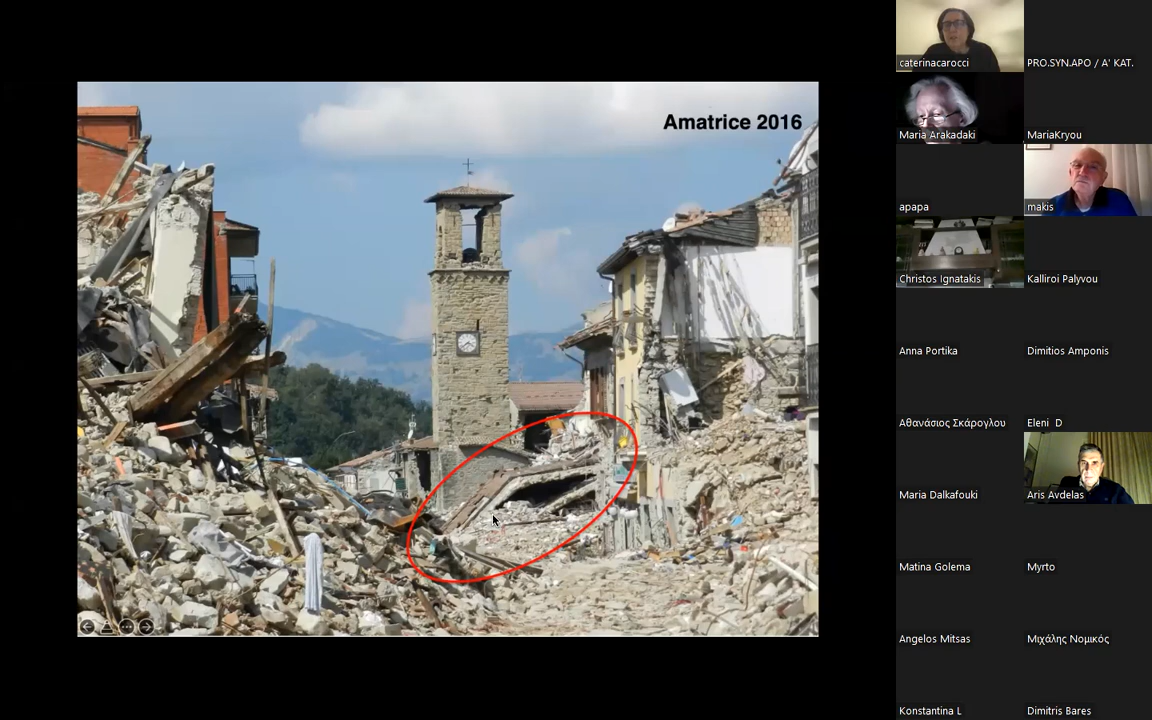 Amatrice 2016
caterinacarocci
PRO.SYN.APO / A' KAT.
Maria Arakadaki
MariaKryou
apapa
makis
Christos Ignatakis
Kalliroi Palyvou
Anna Portika
Dimitios Amponis
Αθανάσιος Σκάρογλου
Eleni D
Maria Dalkafouki
Aris Avdelas
Matina Golema
Myrto
Angelos Mitsas
Μιχάλης Νομικός
Konstantina L
Dimitris Bares